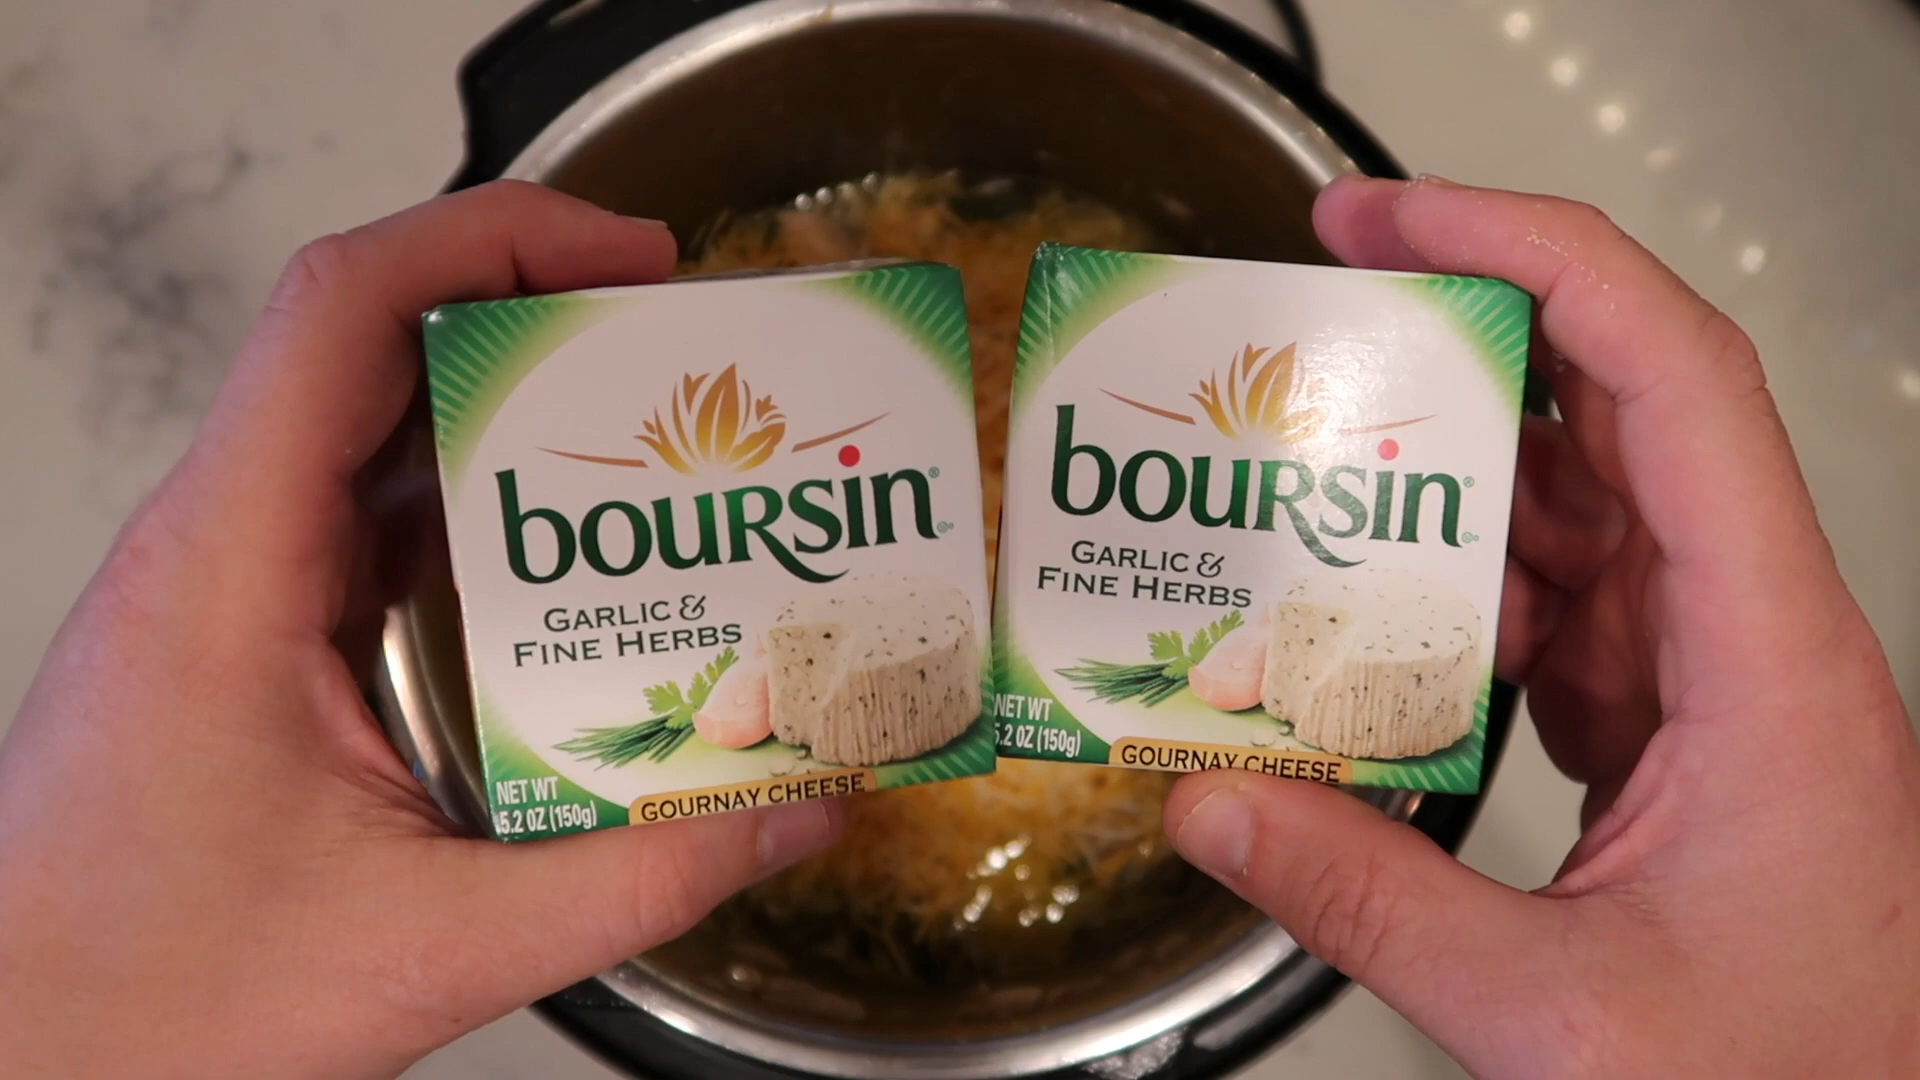 boursin®
GARLIC &
FINE HERBS
NET WT
5.2 OZ (150g)
GOURNAY CHEESE
boursin®
GARLIC &
FINE HERBS
NET WT
5.2 OZ (150g)
GOURNAY CHEESE